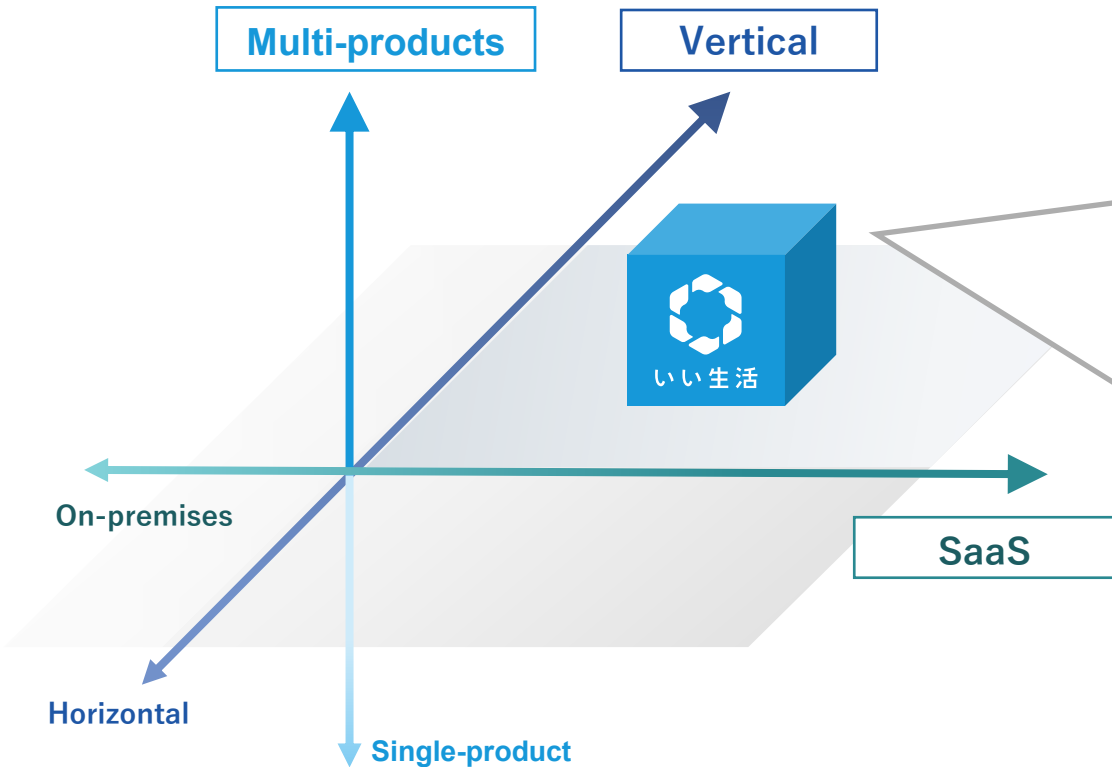 Multi-products
Vertical
いい生活
On-premises
SaaS
Horizontal
Single-product